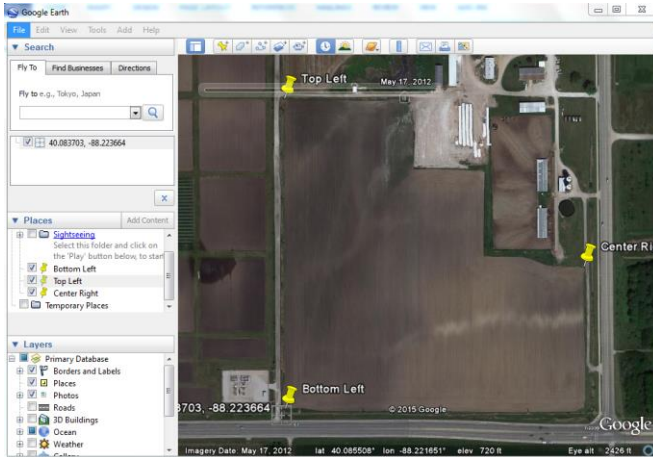 Google Earth
File Edit View Tools Add Help
Search
Fly To Find Businesses Directions
Fly to e.g., Tokyo, Japan
40.083703, -88.223664
Places Add Content
Sightseeing
Select this folder and click on
the 'Play' button below, to start
Bottom Left
Top Left
Center Right
Temporary Places
Layers
Primary Database
Borders and Labels
Places
Photos
Roads
3D Buildings
Ocean
Weather
Gallery
Top Left
May 17, 2012
Center Ri
Bottom Left
3703, -88.223664
© 2015 Google
Google
Imagery Date: May 17, 2012 lat 40.085508° lon -88.221651° elev 720 ft Eye alt 2426 ft